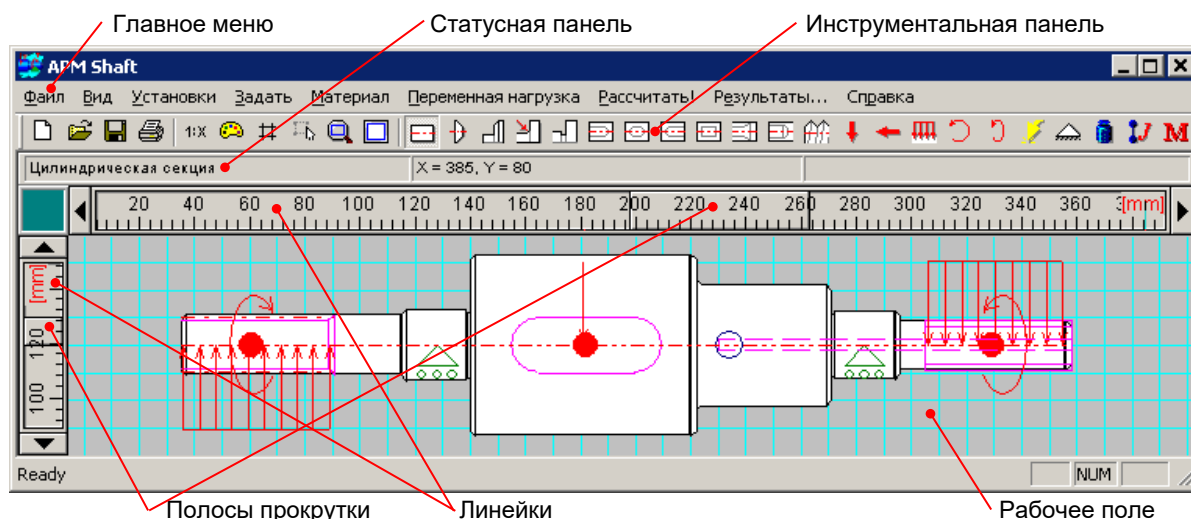 Главное меню Статусная панель Инструментальная панель
APM Shaft
Файл Вид Установки Задать Материал Переменная нагрузка Рассчитать! Результаты... Справка
1:X M
Цилиндрическая секция X = 385, Y = 80
20 40 60 80 100 120 140 160 180 200 220 240 260 280 300 320 340 360 [mm]
[mm]
120
100
Ready NUM
Полосы прокрутки Линейки Рабочее поле